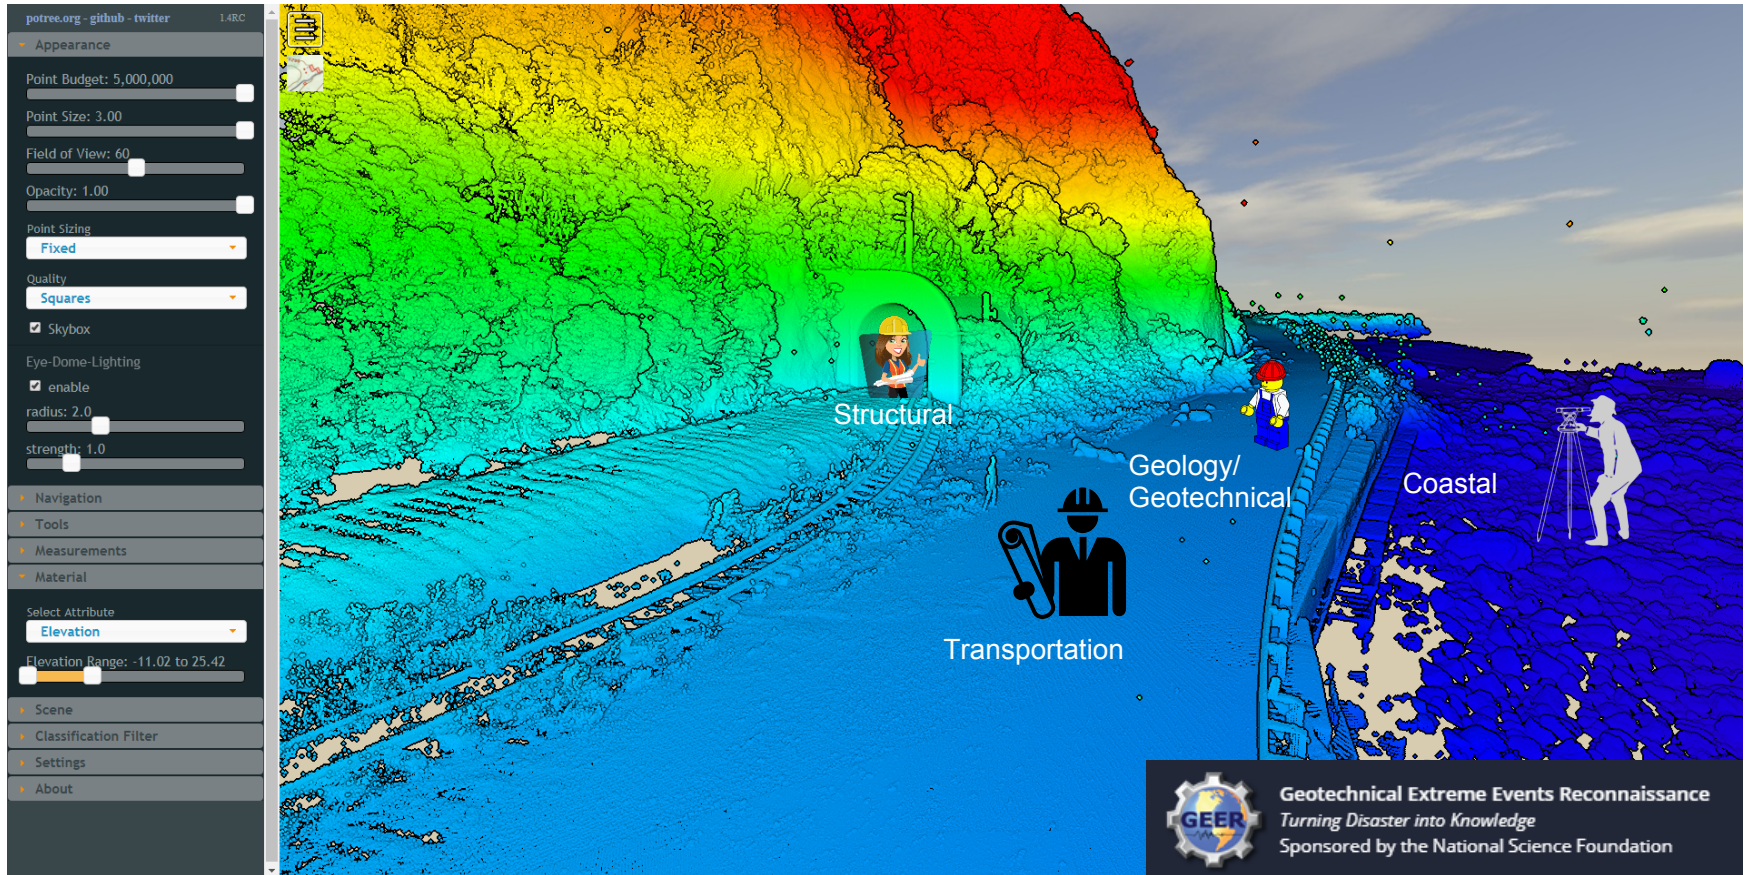 potree.org - github - twitter 1.4RC
Appearance
Point Budget: 5,000,000
Point Size: 3.00
Field of View: 60
Opacity: 1.00
Point Sizing
Fixed
Quality
Squares
Skybox
Eye-Dome-Lighting
enable
radius: 2.0
strength: 1.0
Navigation
Tools
Measurements
Material
Select Attribute
Elevation
Elevation Range: -11.02 to 25.42
Scene
Classification Filter
Settings
About
Structural
Geology/
Geotechnical
Coastal
Transportation
GEER
Geotechnical Extreme Events Reconnaissance
Turning Disaster into Knowledge
Sponsored by the National Science Foundation